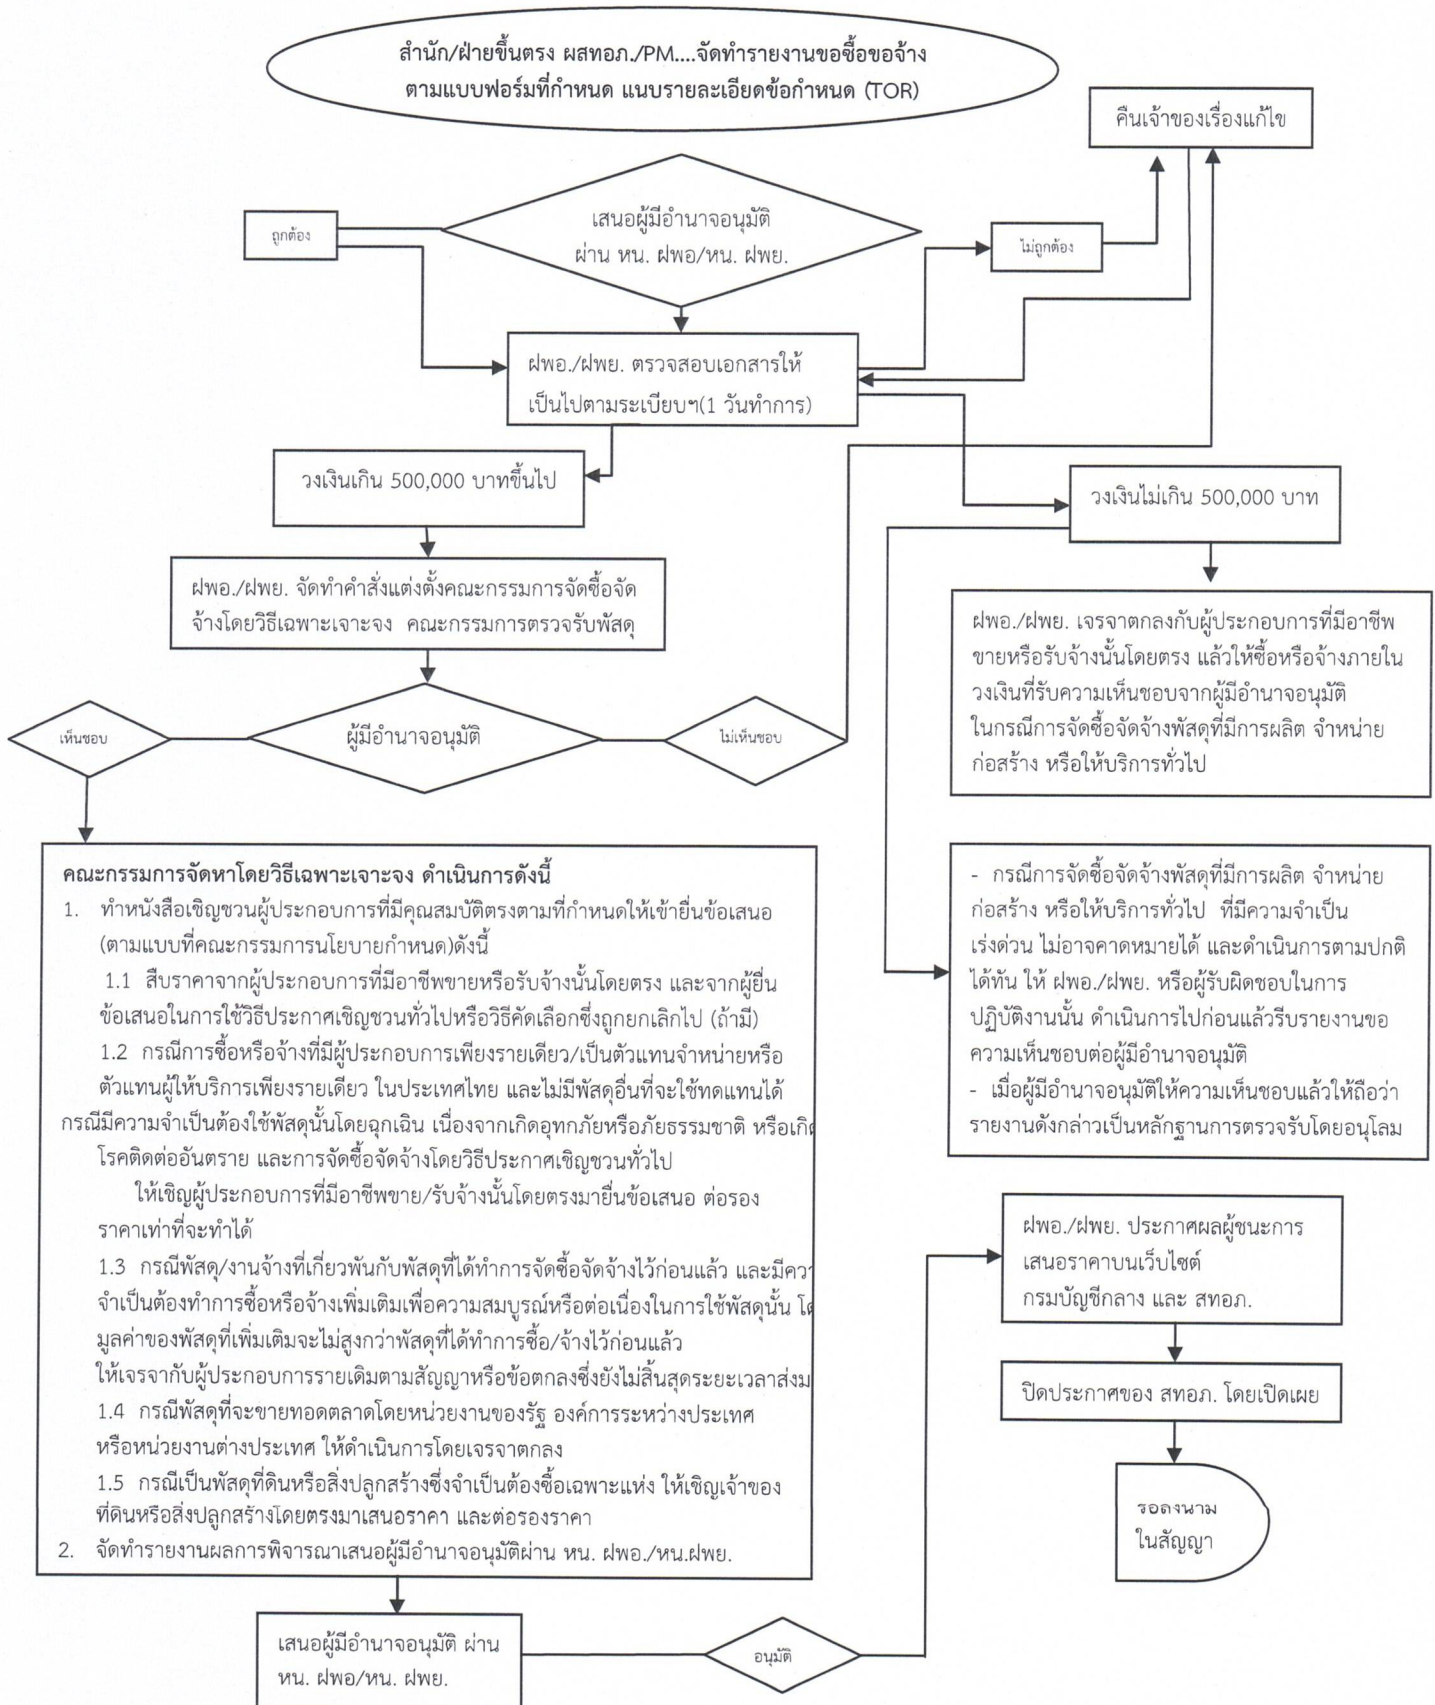 สำนัก/ฝ่ายขึ้นตรง ผสทอภ./PM....จัดทำรายงานขอซื้อขอจ้าง
ตามแบบฟอร์มที่กำหนด แนบรายละเอียดข้อกำหนด (TOR)
คืนเจ้าของเรื่องแก้ไข
ถูกต้อง
เสนอผู้มีอำนาจอนุมัติ
ผ่าน หน. ฝพอ/หน. ฝพย.
ไม่ถูกต้อง
ฝพอ./ฝพย. ตรวจสอบเอกสารให้
เป็นไปตามระเบียบฯ(1 วันทำการ)
วงเงินเกิน 500,000 บาทขึ้นไป
วงเงินไม่เกิน 500,000 บาท
ฝพอ./ฝพย. จัดทำคำสั่งแต่งตั้งคณะกรรมการจัดซื้อจัด
จ้างโดยวิธีเฉพาะเจาะจง คณะกรรมการตรวจรับพัสดุ
ฝพอ./ฝพย. เจรจาตกลงกับผู้ประกอบการที่มีอาชีพ
ขายหรือรับจ้างนั้นโดยตรง แล้วให้ซื้อหรือจ้างภายใน
วงเงินที่รับความเห็นชอบจากผู้มีอำนาจอนุมัติ
ในกรณีการจัดซื้อจัดจ้างพัสดุที่มีการผลิต จำหน่าย
ก่อสร้าง หรือให้บริการทั่วไป
เห็นชอบ
ผู้มีอำนาจอนุมัติ
ไม่เห็นชอบ
คณะกรรมการจัดหาโดยวิธีเฉพาะเจาะจง ดำเนินการดังนี้
1. ทำหนังสือเชิญชวนผู้ประกอบการที่มีคุณสมบัติตรงตามที่กำหนดให้เข้ายื่นข้อเสนอ
(ตามแบบที่คณะกรรมการนโยบายกำหนด)ดังนี้
1.1 สืบราคาจากผู้ประกอบการที่มีอาชีพขายหรือรับจ้างนั้นโดยตรง และจากผู้ยื่น
ข้อเสนอในการใช้วิธีประกาศเชิญชวนทั่วไปหรือวิธีคัดเลือกซึ่งถูกยกเลิกไป (ถ้ามี)
1.2 กรณีการซื้อหรือจ้างที่มีผู้ประกอบการเพียงรายเดียว/เป็นตัวแทนจำหน่ายหรือ
ตัวแทนผู้ให้บริการเพียงรายเดียว ในประเทศไทย และไม่มีพัสดุอื่นที่จะใช้ทดแทนได้
กรณีมีความจำเป็นต้องใช้พัสดุนั้นโดยฉุกเฉิน เนื่องจากเกิดอุทกภัยหรือภัยธรรมชาติ หรือเกิด
โรคติดต่ออันตราย และการจัดซื้อจัดจ้างโดยวิธีประกาศเชิญชวนทั่วไป
ให้เชิญผู้ประกอบการที่มีอาชีพขาย/รับจ้างนั้นโดยตรงมายื่นข้อเสนอ ต่อรอง
ราคาเท่าที่จะทำได้
1.3 กรณีพัสดุ/งานจ้างที่เกี่ยวพันกับพัสดุที่ได้ทำการจัดซื้อจัดจ้างไว้ก่อนแล้ว และมีควา
จำเป็นต้องทำการซื้อหรือจ้างเพิ่มเติมเพื่อความสมบูรณ์หรือต่อเนื่องในการใช้พัสดุนั้น โด
มูลค่าของพัสดุที่เพิ่มเติมจะไม่สูงกว่าพัสดุที่ได้ทำการซื้อ/จ้างไว้ก่อนแล้ว
ให้เจรจากับผู้ประกอบการรายเดิมตามสัญญาหรือข้อตกลงซึ่งยังไม่สิ้นสุดระยะเวลาส่งม
1.4 กรณีพัสดุที่จะขายทอดตลาดโดยหน่วยงานของรัฐ องค์การระหว่างประเทศ
หรือหน่วยงานต่างประเทศ ให้ดำเนินการโดยเจรจาตกลง
1.5 กรณีเป็นพัสดุที่ดินหรือสิ่งปลูกสร้างซึ่งจำเป็นต้องซื้อเฉพาะแห่ง ให้เชิญเจ้าของ
ที่ดินหรือสิ่งปลูกสร้างโดยตรงมาเสนอราคา และต่อรองราคา
2. จัดทำรายงานผลการพิจารณาเสนอผู้มีอำนาจอนุมัติผ่าน หน. ฝพอ./หน.ฝพย.
- กรณีการจัดซื้อจัดจ้างพัสดุที่มีการผลิต จำหน่าย
ก่อสร้าง หรือให้บริการทั่วไป ที่มีความจำเป็น
เร่งด่วน ไม่อาจคาดหมายได้ และดำเนินการตามปกติ
ได้ทัน ให้ ฝพอ./ฝพย. หรือผู้รับผิดชอบในการ
ปฏิบัติงานนั้น ดำเนินการไปก่อนแล้วรีบรายงานขอ
ความเห็นชอบต่อผู้มีอำนาจอนุมัติ
- เมื่อผู้มีอำนาจอนุมัติให้ความเห็นชอบแล้วให้ถือว่า
รายงานดังกล่าวเป็นหลักฐานการตรวจรับโดยอนุโลม
ฝพอ./ฝพย. ประกาศผลผู้ชนะการ
เสนอราคาบนเว็บไซต์
กรมบัญชีกลาง และ สทอภ.
ปิดประกาศของ สทอภ. โดยเปิดเผย
รอลงนาม
ในสัญญา
เสนอผู้มีอำนาจอนุมัติ ผ่าน
หน. ฝพอ/หน. ฝพย.
อนุมัติ